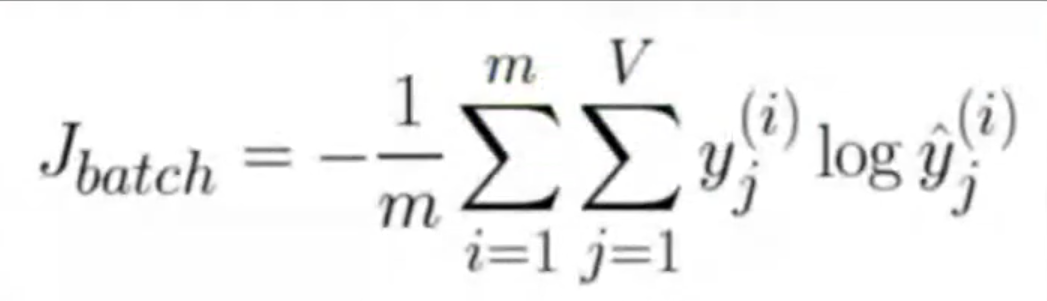 J_{batch} = -\frac{1}{m} \sum_{i=1}^{m} \sum_{j=1}^{V} y_j^{(i)} \log \hat{y}_j^{(i)}